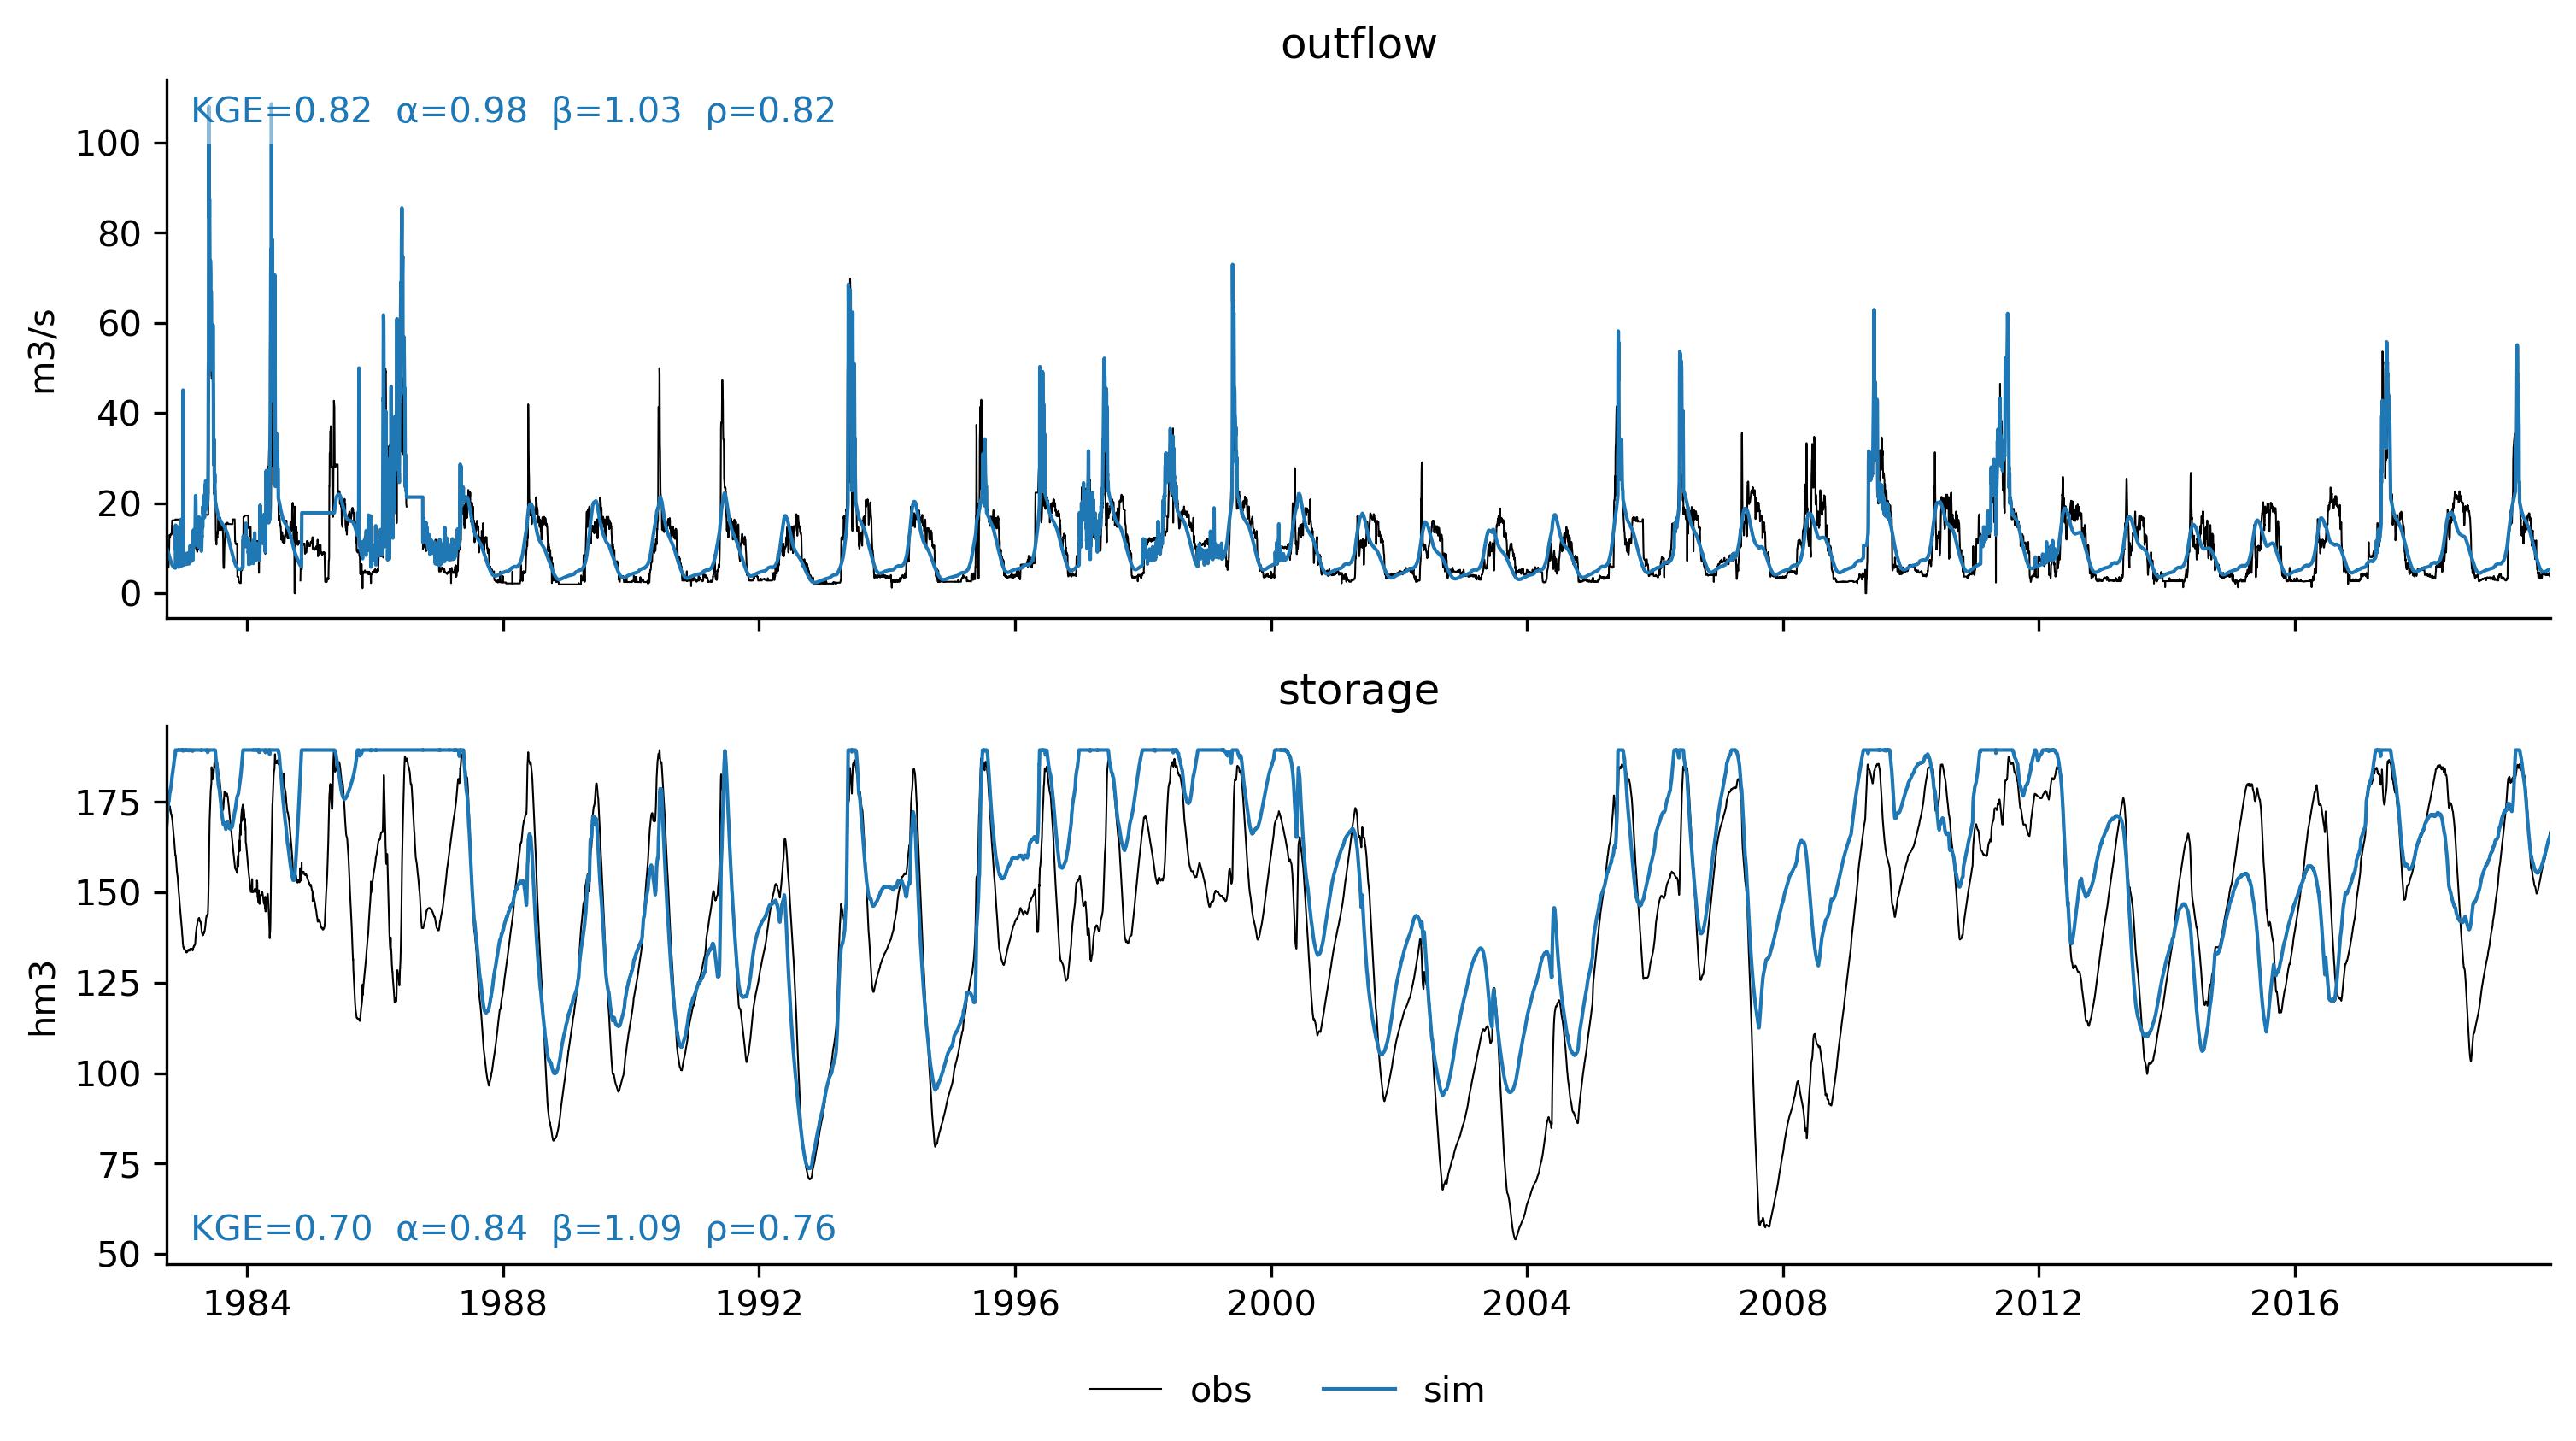 outflow
KGE=0.82 α=0.98 β=1.03 ρ=0.82
100
80
60
40
20
0
m3/s
storage
175
150
125
100
75
50
hm3
KGE=0.70 α=0.84 β=1.09 ρ=0.76
1984 1988 1992 1996 2000 2004 2008 2012 2016
obs sim